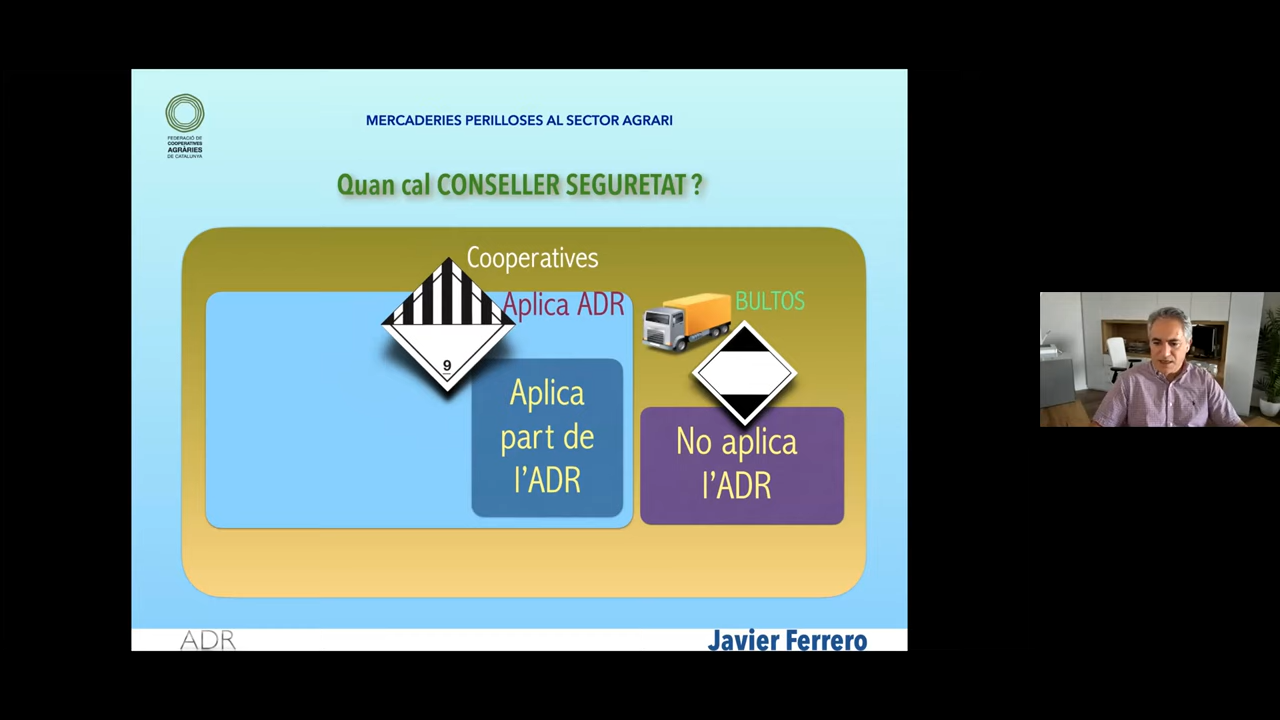 FEDERACIÓ DE
COOPERATIVES
AGRÀRIES
DE CATALUNYA
MERCADERIES PERILLOSES AL SECTOR AGRARI
Quan cal CONSELLER SEGURETAT ?
Cooperatives
Aplica ADR
BULTOS
9
Aplica
part de
l’ADR
No aplica
l’ADR
ADR
Javier Ferrero